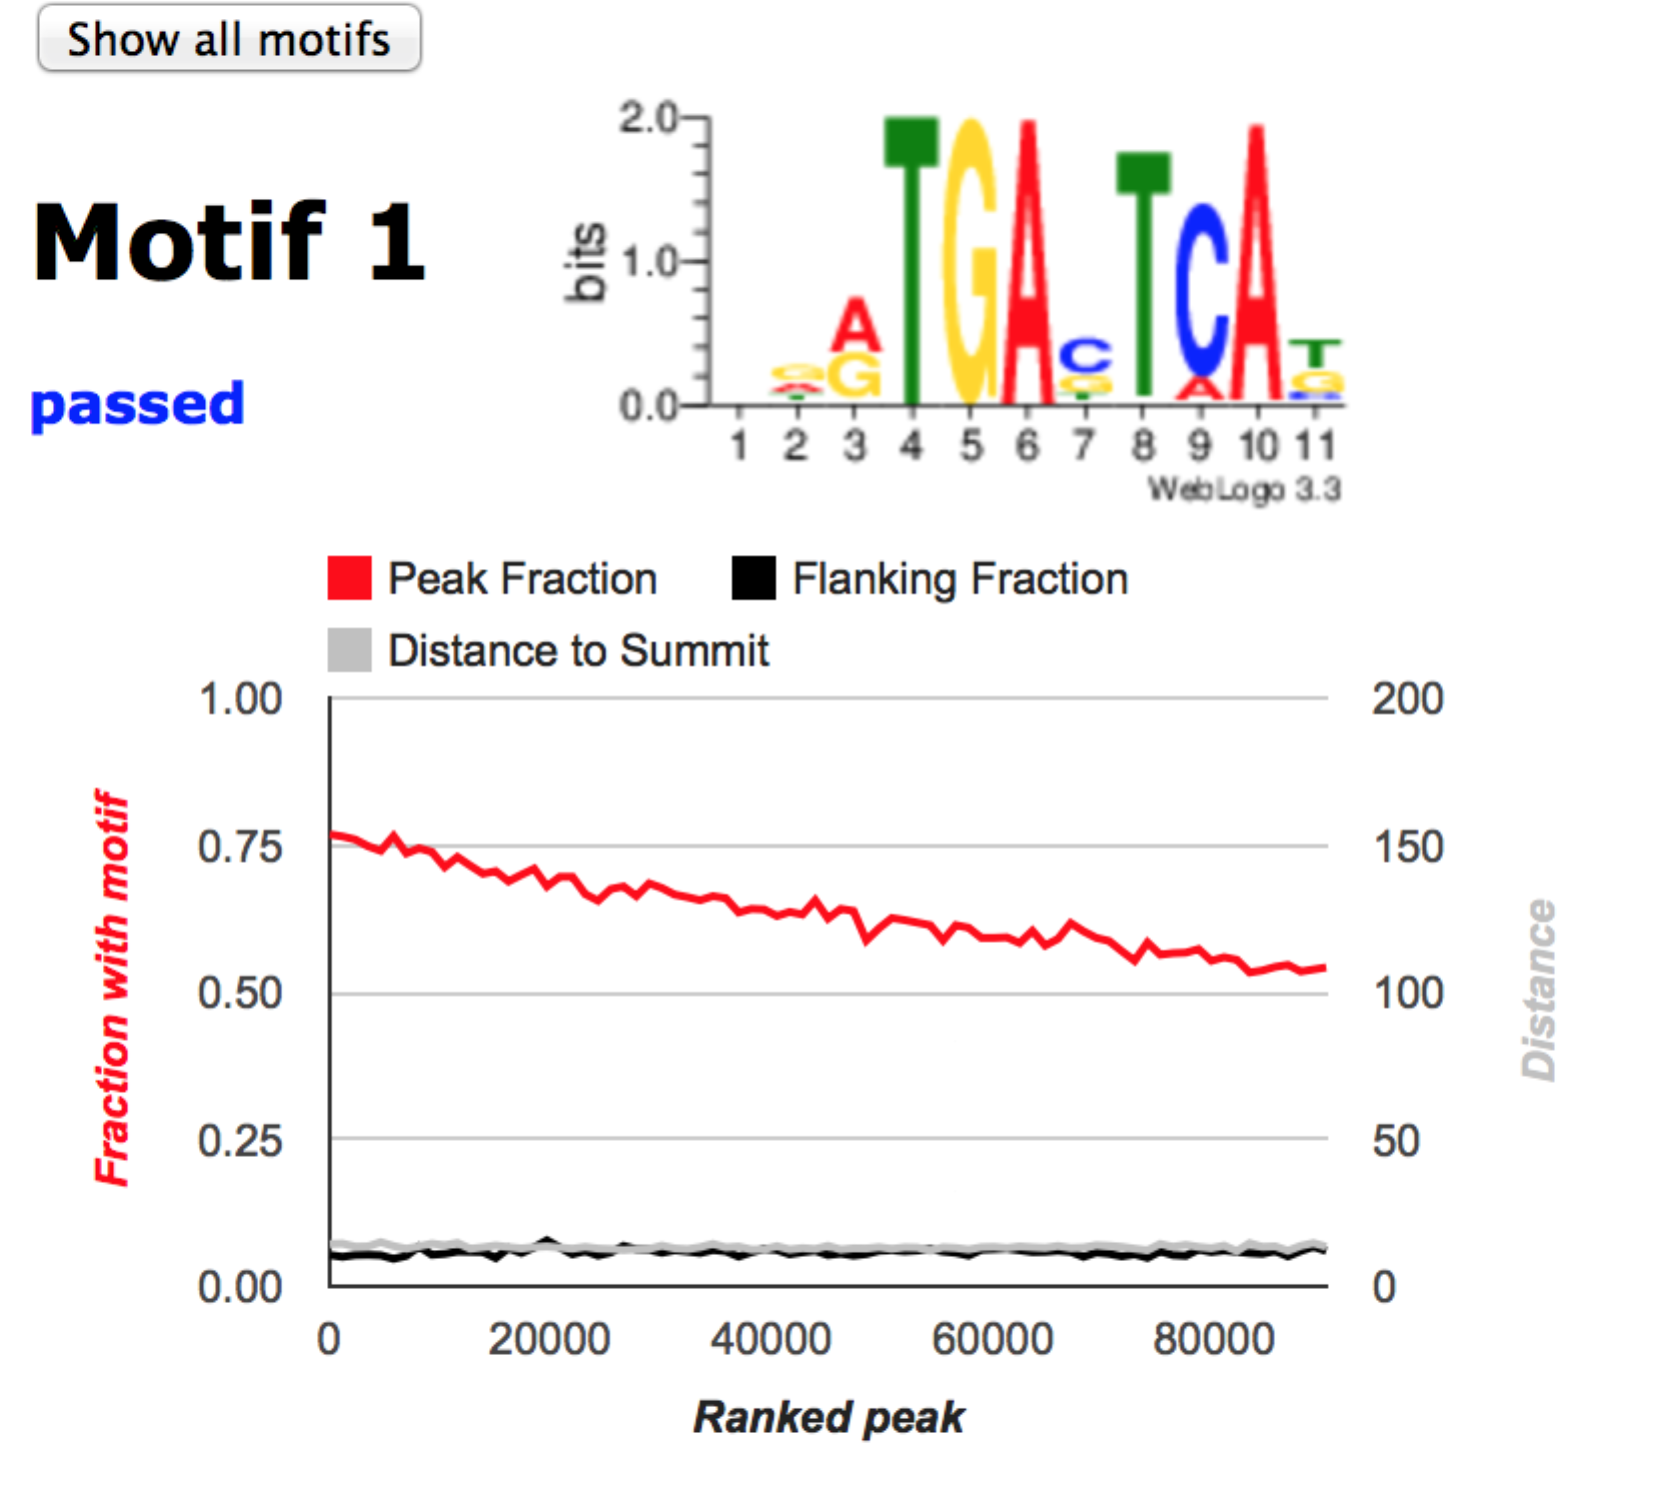 Show all motifs
Motif 1
passed
bits
2.0
1.0
0.0
TGA TCA
A
G
C
G
A
T
G
1 2 3 4 5 6 7 8 9 10 11
WebLogo 3.3
Peak Fraction
Flanking Fraction
Distance to Summit
Fraction with motif
1.00
0.75
0.50
0.25
0.00
200
150
100
50
0
Distance
0 20000 40000 60000 80000
Ranked peak